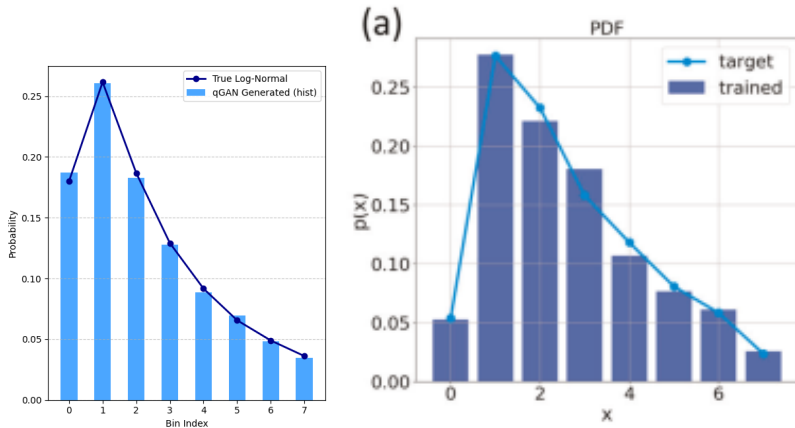 True Log-Normal
qGAN Generated (hist)
0.25
0.20
0.15
0.10
0.05
0.00
Probability
0 1 2 3 4 5 6 7
Bin Index
(a)
PDF
target
trained
0.25
0.20
0.15
0.10
0.05
0.00
p(x)
0 2 4 6
x